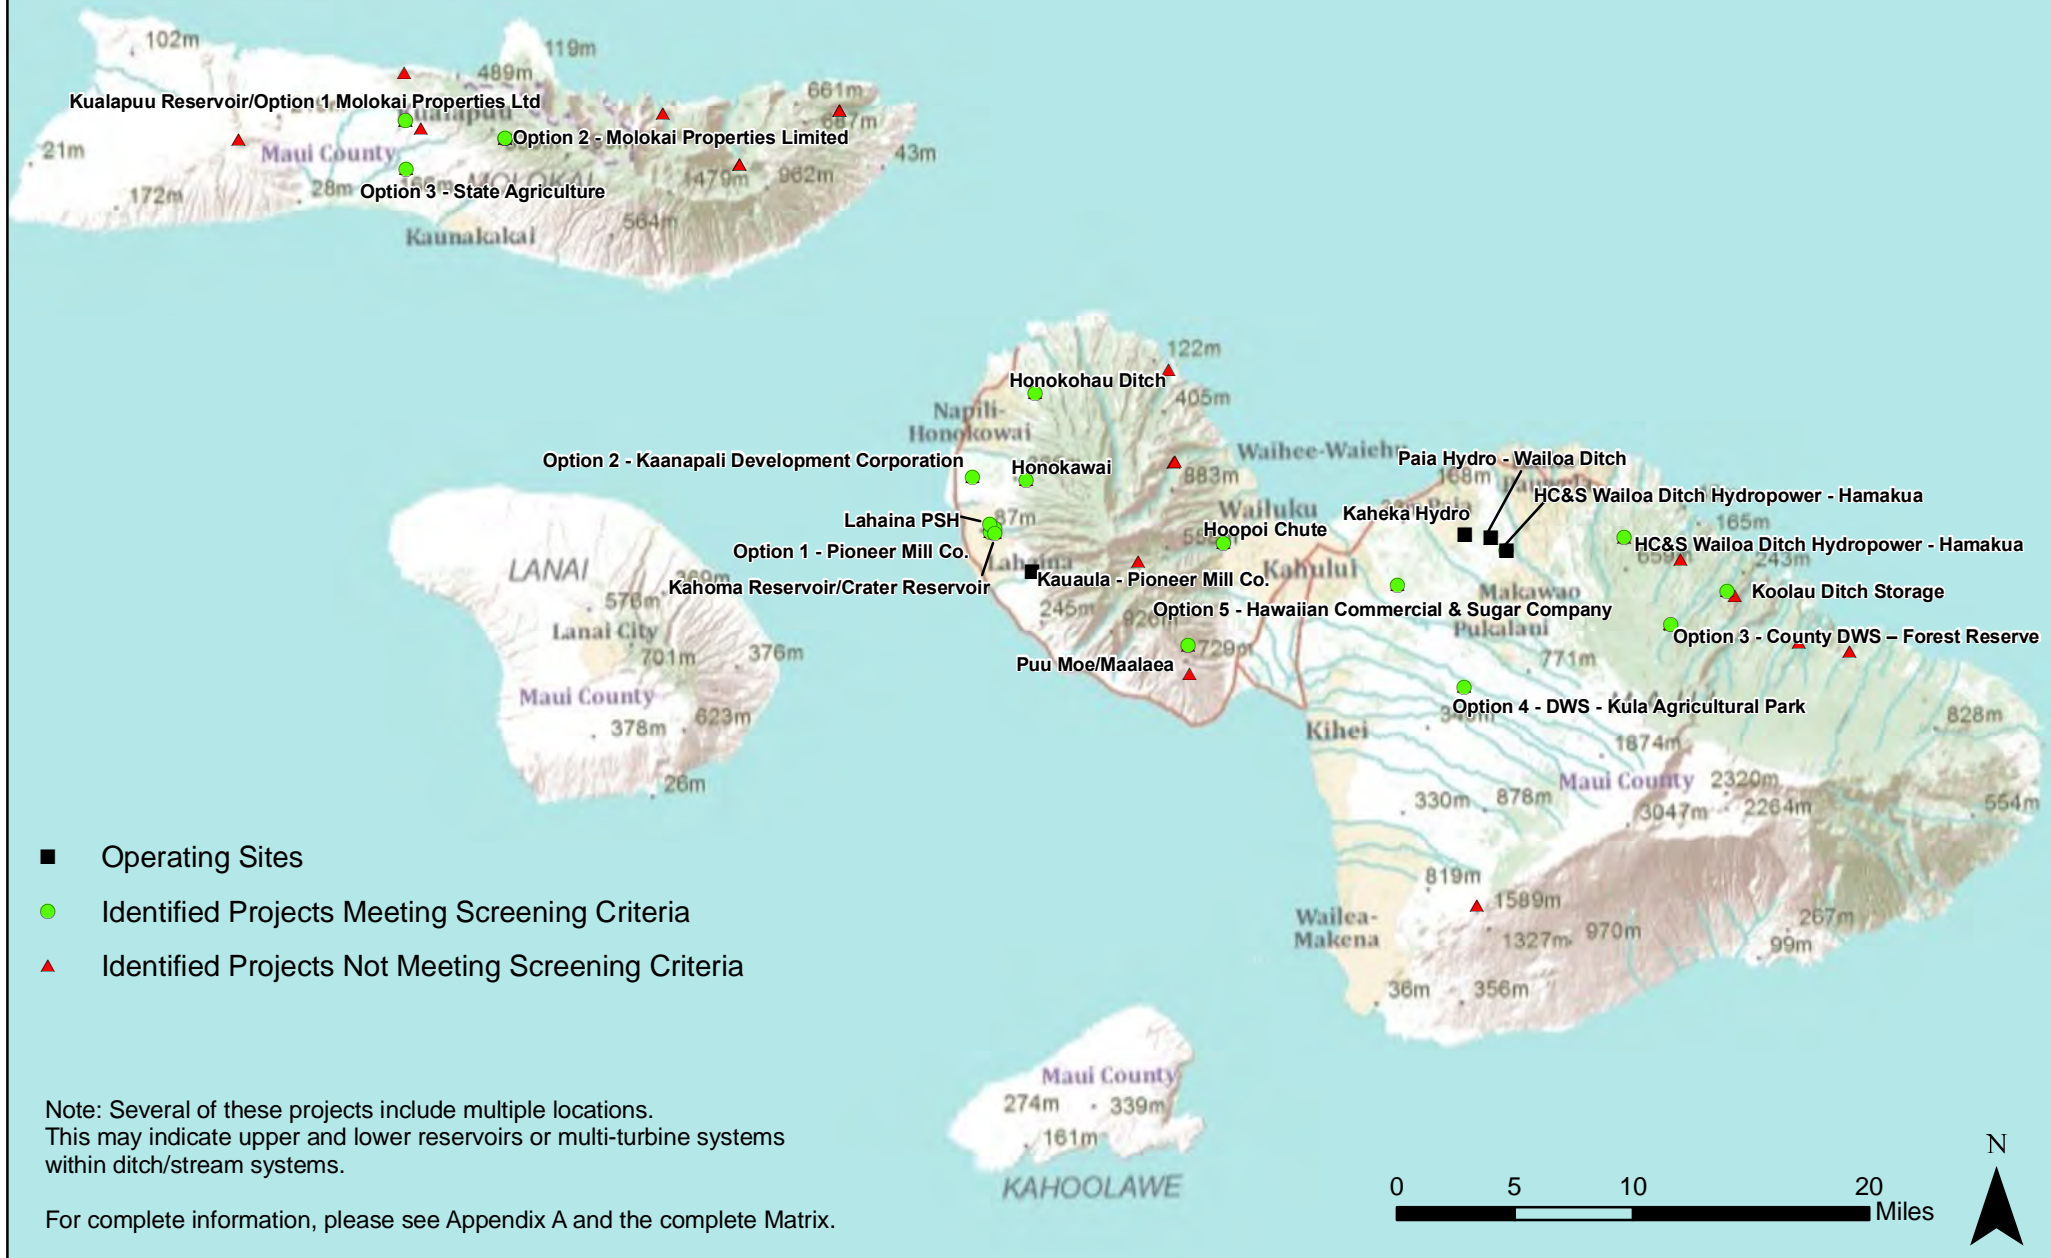 102m
119m
489m
661m
Kualapuu Reservoir/Option 1 Molokai Properties Ltd
Kualapuu
687m
Option 2 - Molokai Properties Limited
21m
Maui County
43m
1479m
962m
28m
166m
MOLOKAI
172m
Option 3 - State Agriculture
564m
Kaunakakai
122m
Honokohau Ditch
405m
Napili-
Honokowai
Option 2 - Kaanapali Development Corporation
Honokawai
883m
Waihee-Waiehu
Paia Hydro - Wailoa Ditch
168m
HC&S Wailoa Ditch Hydropower - Hamakua
Wailuku
Kaheka Hydro
Paia
Lahaina PSH
87m
Hoopoi Chute
165m
Option 1 - Pioneer Mill Co.
HC&S Wailoa Ditch Hydropower - Hamakua
659m
243m
Lahaina
Kahului
LANAI
369m
Kahoma Reservoir/Crater Reservoir
Kauaula - Pioneer Mill Co.
Makawao
Koolau Ditch Storage
576m
245m
926m
Option 5 - Hawaiian Commercial & Sugar Company
Lanai City
Pukalani
Option 3 - County DWS – Forest Reserve
701m
376m
729m
Puu Moe/Maalaea
771m
Maui County
MAUI
Option 4 - DWS - Kula Agricultural Park
623m
378m
828m
Kihei
1874m
26m
Maui County
2320m
330m
878m
3047m
2264m
554m
Operating Sites
819m
1589m
Identified Projects Meeting Screening Criteria
Wailea-
Makena
267m
1327m
970m
99m
Identified Projects Not Meeting Screening Criteria
36m
356m
Maui County
274m
339m
161m
KAHOOLAWE
Note: Several of these projects include multiple locations.
This may indicate upper and lower reservoirs or multi-turbine systems
within ditch/stream systems.
For complete information, please see Appendix A and the complete Matrix.
0 5 10 20
Miles
N